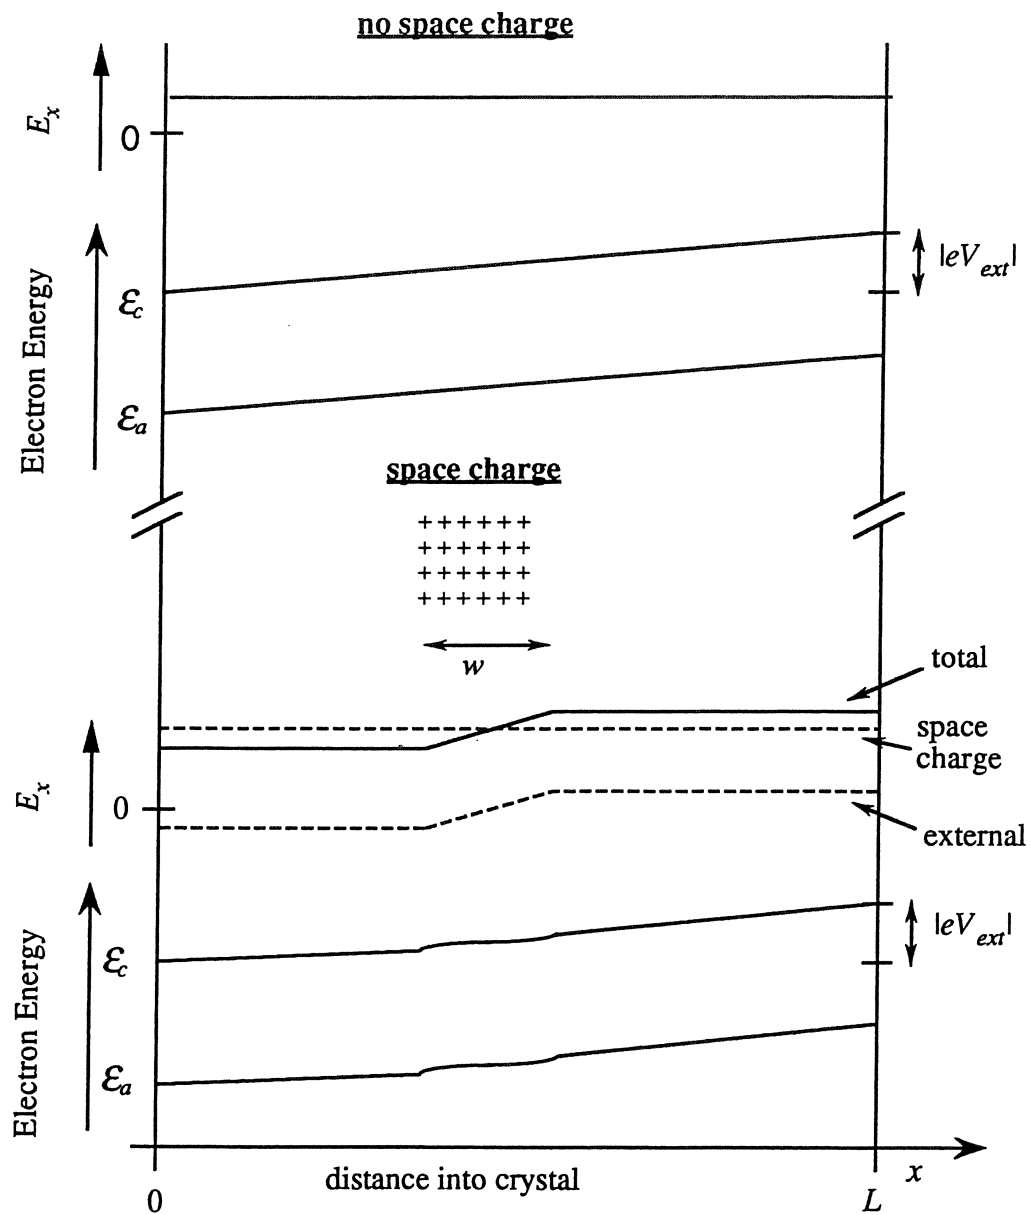 no space charge
E_x
0
Electron Energy
ℰ_c
|eV_ext|
ℰ_a
space charge
++++++
++++++
++++++
++++++
w
total
space
charge
E_x
0
external
Electron Energy
ℰ_c
|eV_ext|
ℰ_a
distance into crystal
x
0
L